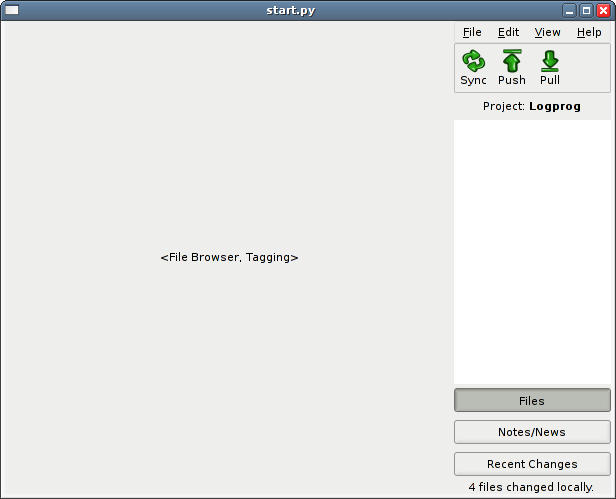 start.py
File Edit View Help
Sync Push Pull
Project: Logprog
<File Browser, Tagging>
Files
Notes/News
Recent Changes
4 files changed locally.